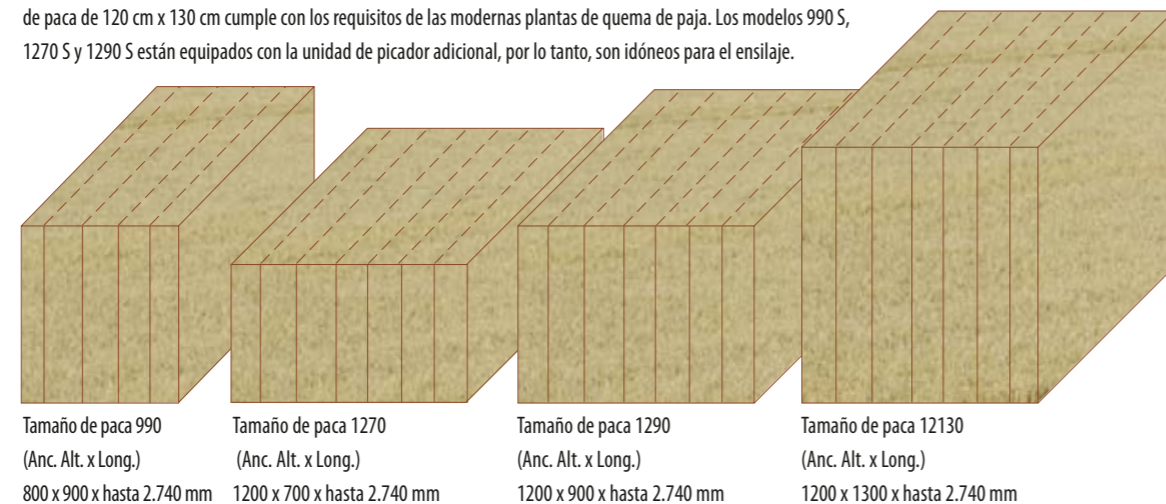 de paca de 120 cm x 130 cm cumple con los requisitos de las modernas plantas de quema de paja. Los modelos 990 S,
1270 S y 1290 S están equipados con la unidad de picador adicional, por lo tanto, son idóneos para el ensilaje.
Tamaño de paca 990
(Anc. Alt. x Long.)
800 x 900 x hasta 2.740 mm
Tamaño de paca 1270
(Anc. Alt. x Long.)
1200 x 700 x hasta 2.740 mm
Tamaño de paca 1290
(Anc. Alt. x Long.)
1200 x 900 x hasta 2.740 mm
Tamaño de paca 12130
(Anc. Alt. x Long.)
1200 x 1300 x hasta 2.740 mm